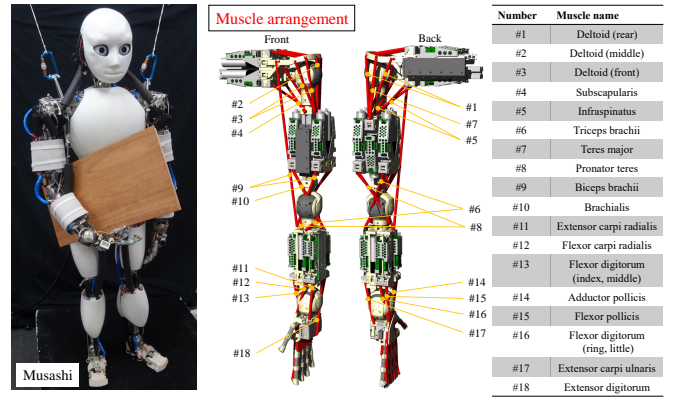 Musashi
Muscle arrangement
Front
Back
#2
#3
#4
#9
#10
#11
#12
#13
#18
#1
#7
#5
#6
#8
#14
#15
#16
#17
Number Muscle name
#1 Deltoid (rear)
#2 Deltoid (middle)
#3 Deltoid (front)
#4 Subscapularis
#5 Infraspinatus
#6 Triceps brachii
#7 Teres major
#8 Pronator teres
#9 Biceps brachii
#10 Brachialis
#11 Extensor carpi radialis
#12 Flexor carpi radialis
#13 Flexor digitorum
(index, middle)
#14 Adductor pollicis
#15 Flexor pollicis
#16 Flexor digitorum
(ring, little)
#17 Extensor carpi ulnaris
#18 Extensor digitorum